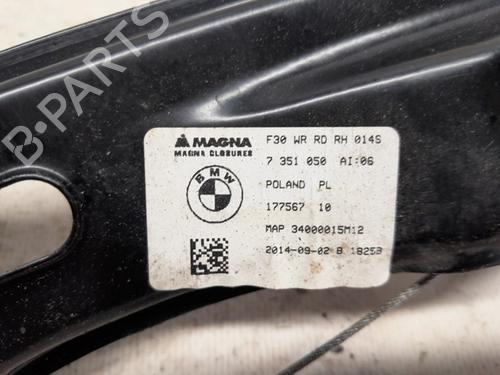 B-PARTS
MAGNA
MAGNA CLOSURES
BMW
F30 WR RD RH 014S
7 351 050 AI:06
POLAND PL
177567 10
MAP 34000015M12
2014-09-02 B 1825B